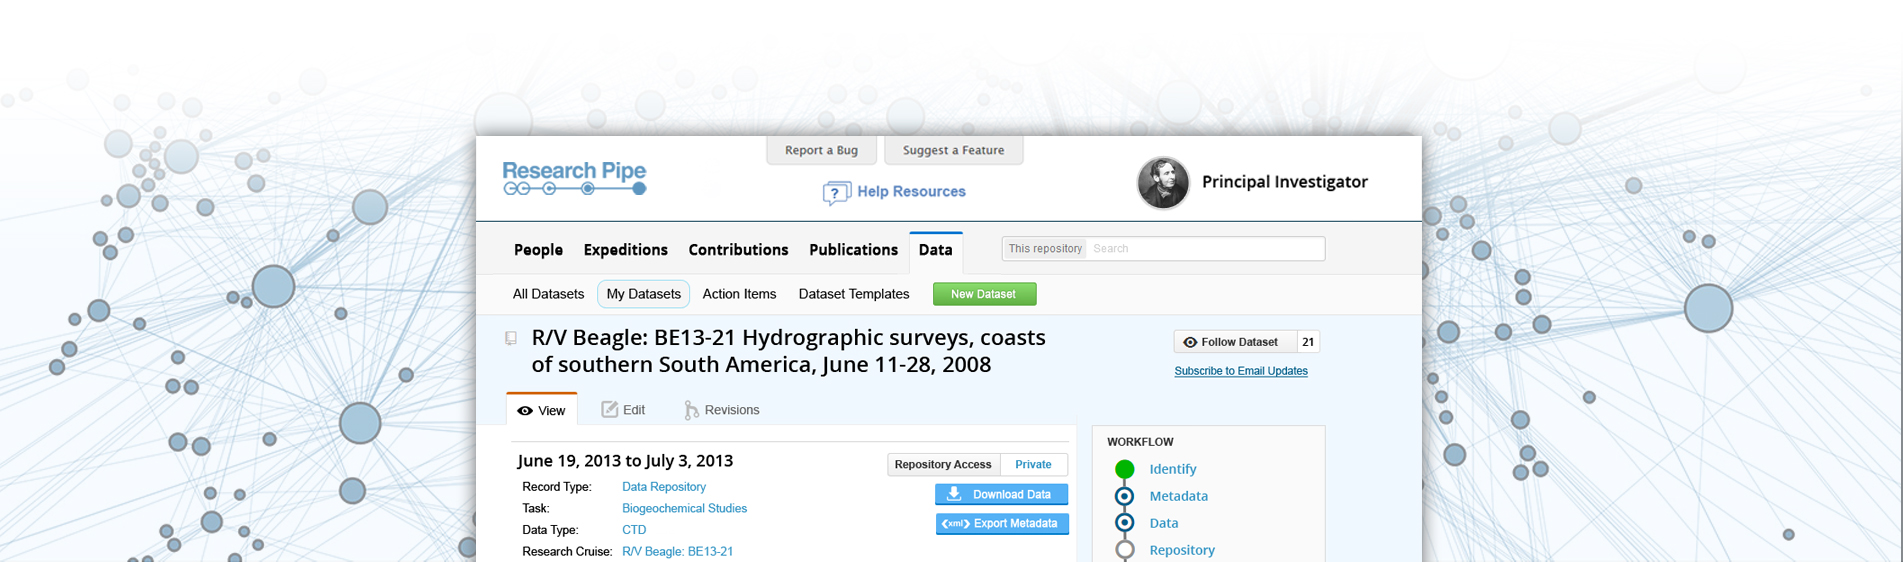 Report a Bug
Suggest a Feature
Research Pipe
? Help Resources
Principal Investigator
People Expeditions Contributions Publications Data
This repository Search
All Datasets My Datasets Action Items Dataset Templates New Dataset
R/V Beagle: BE13-21 Hydrographic surveys, coasts
of southern South America, June 11-28, 2008
Follow Dataset 21
Subscribe to Email Updates
View Edit Revisions
June 19, 2013 to July 3, 2013
Repository Access Private
Record Type: Data Repository
Download Data
Task: Biogeochemical Studies
Data Type: CTD
<xml> Export Metadata
Research Cruise: R/V Beagle: BE13-21
WORKFLOW
Identify
Metadata
Data
Repository